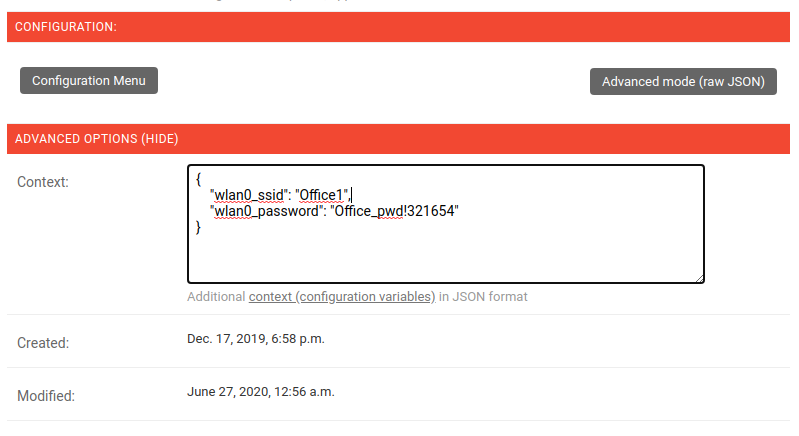 CONFIGURATION:
Configuration Menu
Advanced mode (raw JSON)
ADVANCED OPTIONS (HIDE)
Context:
{
"wlan0_ssid": "Office1",
"wlan0_password": "Office_pwd!321654"
}
Additional context (configuration variables) in JSON format
Created:
Dec. 17, 2019, 6:58 p.m.
Modified:
June 27, 2020, 12:56 a.m.